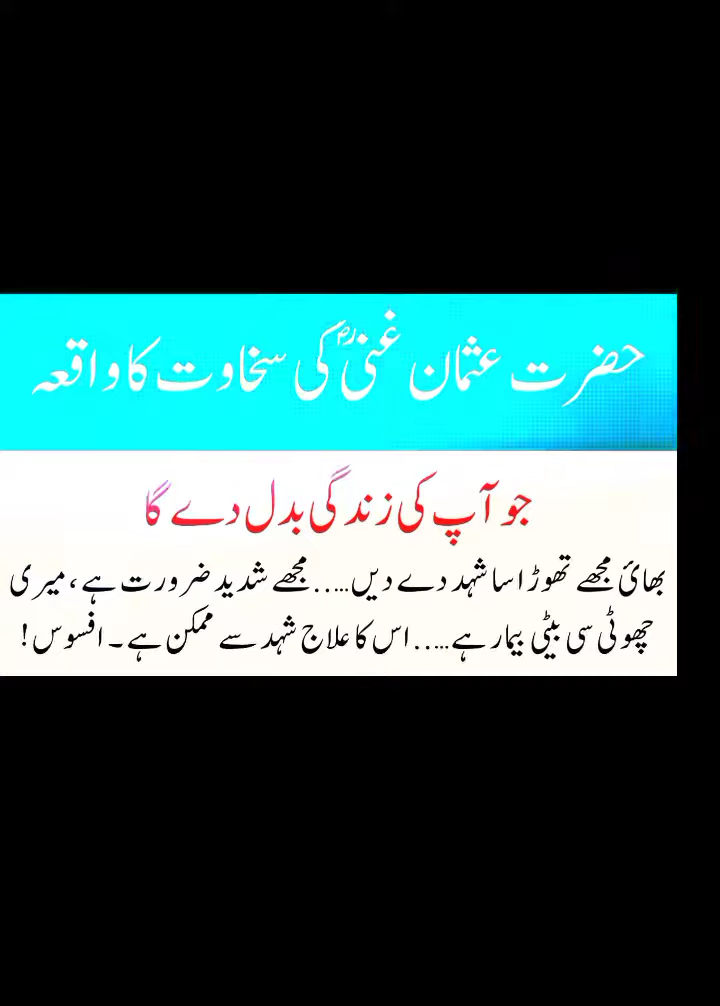 حضرت عثمان غنیؓ کی سخاوت کا واقعہ
جو آپ کی زندگی بدل دے گا
بھائ مجھے تھوڑا سا شہد دے دیں.....مجھے شدید ضرورت ہے، میری
چھوٹی سی بیٹی بیمار ہے.....اس کا علاج شہد سے ممکن ہے۔ افسوس!